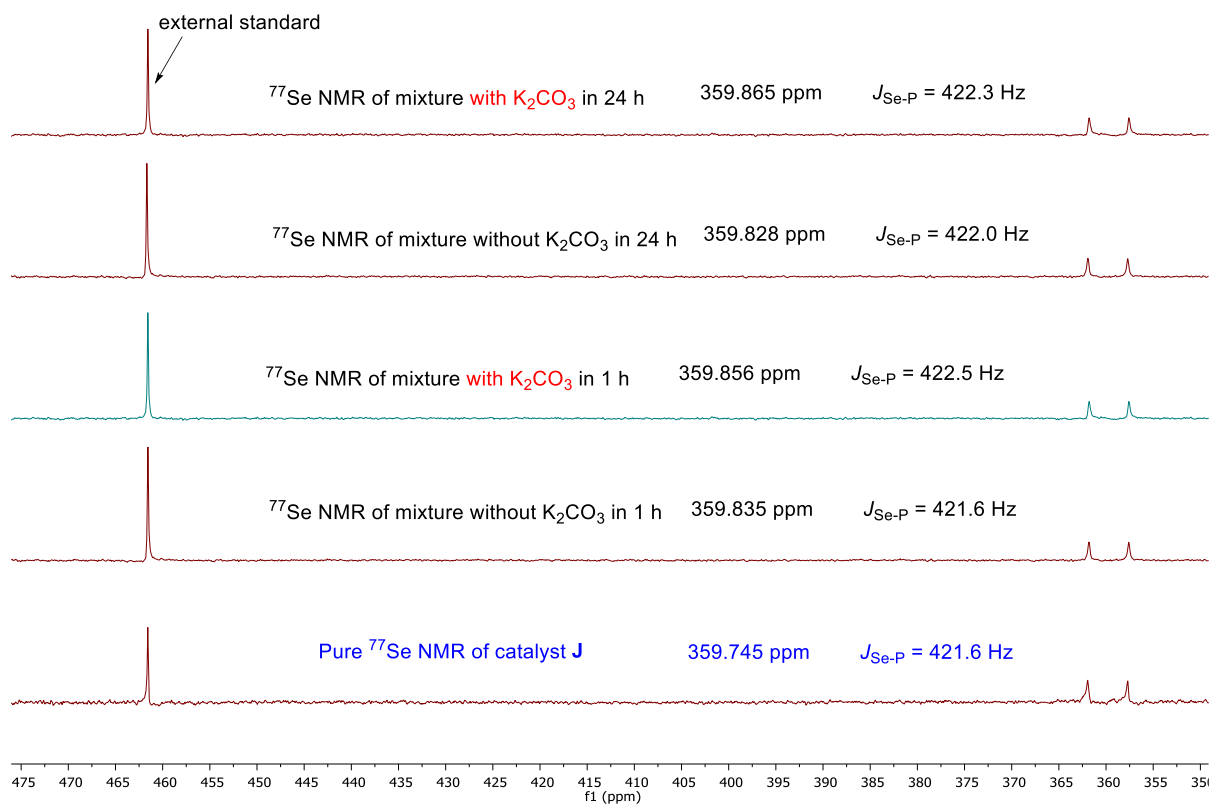 external standard
⁷⁷Se NMR of mixture with K₂CO₃ in 24 h 359.865 ppm J_Se-P = 422.3 Hz
⁷⁷Se NMR of mixture without K₂CO₃ in 24 h 359.828 ppm J_Se-P = 422.0 Hz
⁷⁷Se NMR of mixture with K₂CO₃ in 1 h 359.856 ppm J_Se-P = 422.5 Hz
⁷⁷Se NMR of mixture without K₂CO₃ in 1 h 359.835 ppm J_Se-P = 421.6 Hz
Pure ⁷⁷Se NMR of catalyst J 359.745 ppm J_Se-P = 421.6 Hz
475 470 465 460 455 450 445 440 435 430 425 420 415 410 405 400 395 390 385 380 375 370 365 360 355
f1 (ppm)